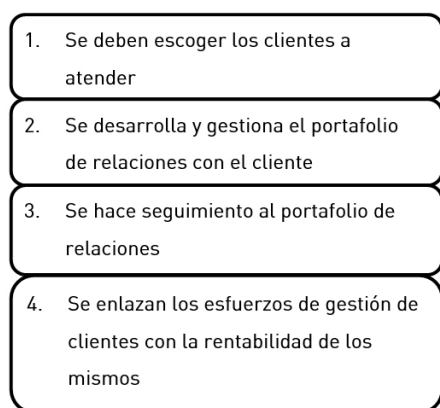 1. Se deben escoger los clientes a
atender
2. Se desarrolla y gestiona el portafolio
de relaciones con el cliente
3. Se hace seguimiento al portafolio de
relaciones
4. Se enlazan los esfuerzos de gestión de
clientes con la rentabilidad de los
mismos